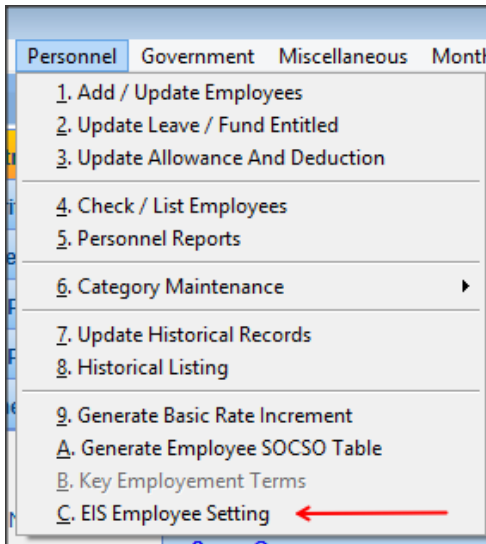 Personnel Government Miscellaneous Month
1. Add / Update Employees
2. Update Leave / Fund Entitled
3. Update Allowance And Deduction
4. Check / List Employees
5. Personnel Reports
6. Category Maintenance
7. Update Historical Records
8. Historical Listing
9. Generate Basic Rate Increment
A. Generate Employee SOCSO Table
B. Key Employement Terms
C. EIS Employee Setting